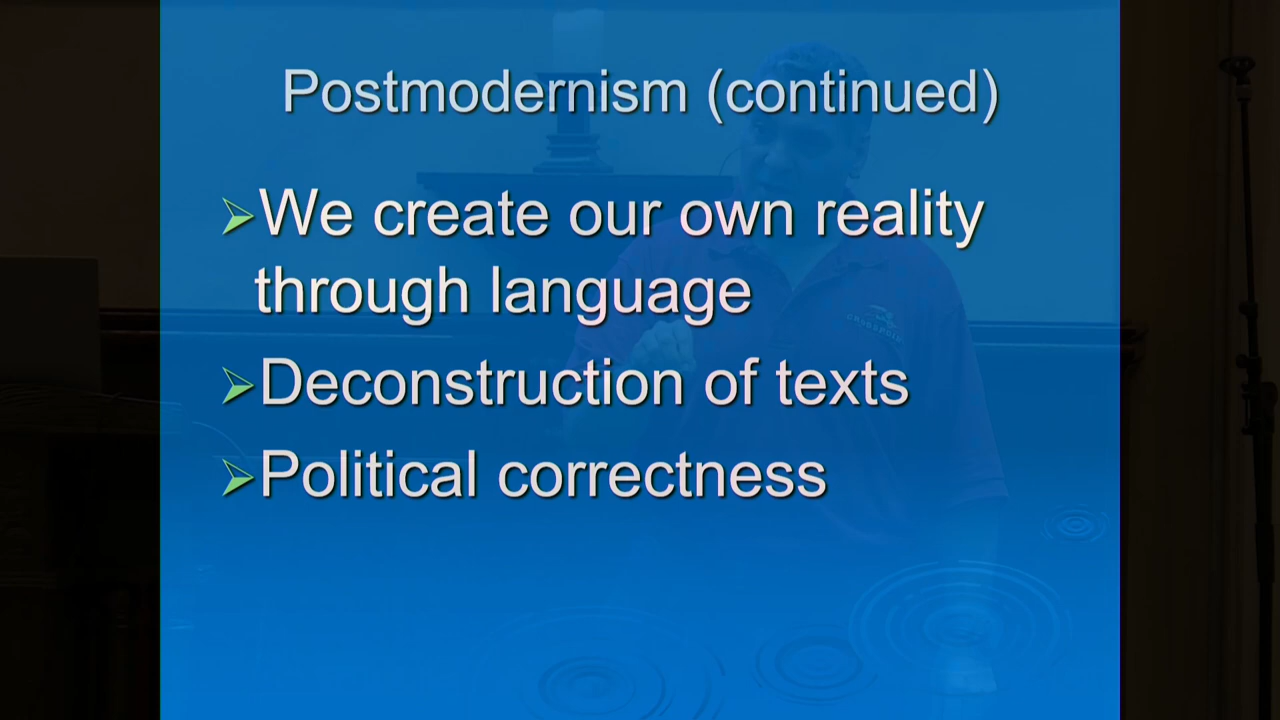 Postmodernism (continued)
We create our own reality
through language
Deconstruction of texts
Political correctness